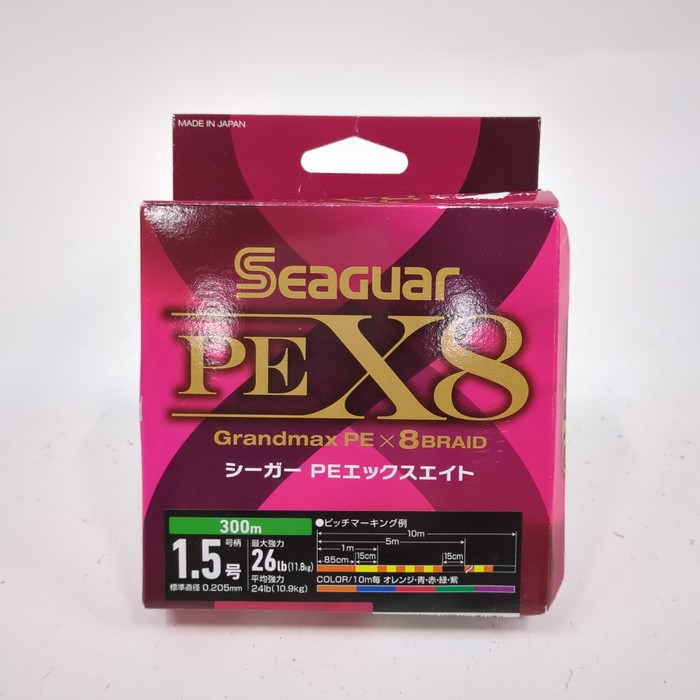 MADE IN JAPAN
SEAGUAR
PE X8
Grandmax PE×8BRAID
シーガー PEエックスエイト
300m
号柄
1.5号
標準直径 0.205mm
最大強力
26lb(11.8kg)
平均強力
24lb(10.9kg)
●ピッチマーキング例
10m
5m
1m
85cm
15cm
15cm
COLOR/10m毎 オレンジ・青・赤・緑・紫